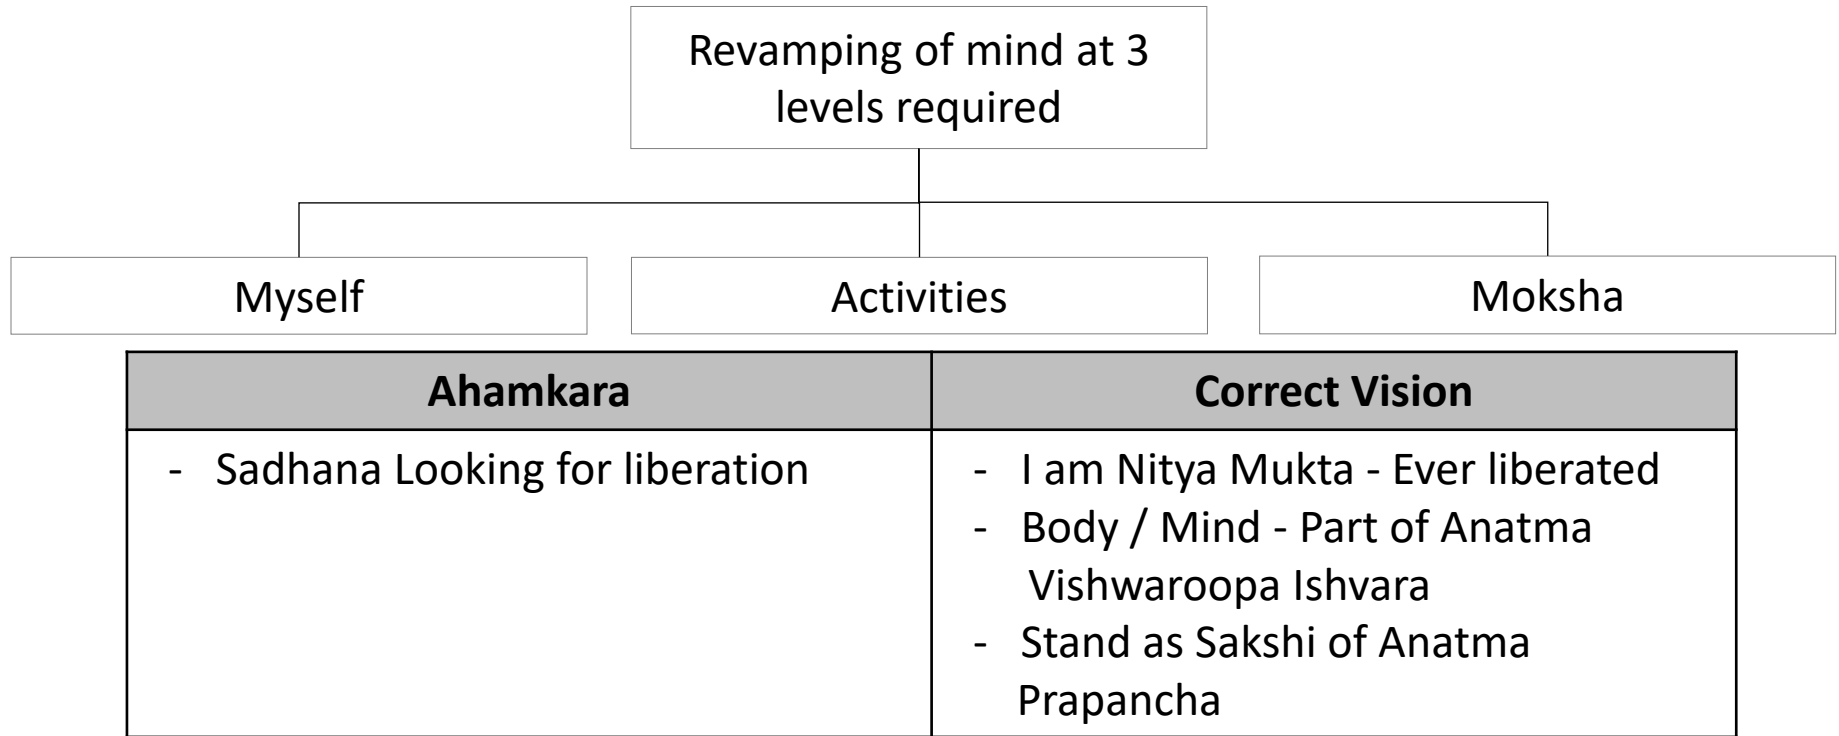 Revamping of mind at 3
levels required
Myself
Activities
Moksha
Ahamkara
Correct Vision
- Sadhana Looking for liberation
- I am Nitya Mukta - Ever liberated
- Body / Mind - Part of Anatma
Vishwaroopa Ishvara
- Stand as Sakshi of Anatma
Prapancha